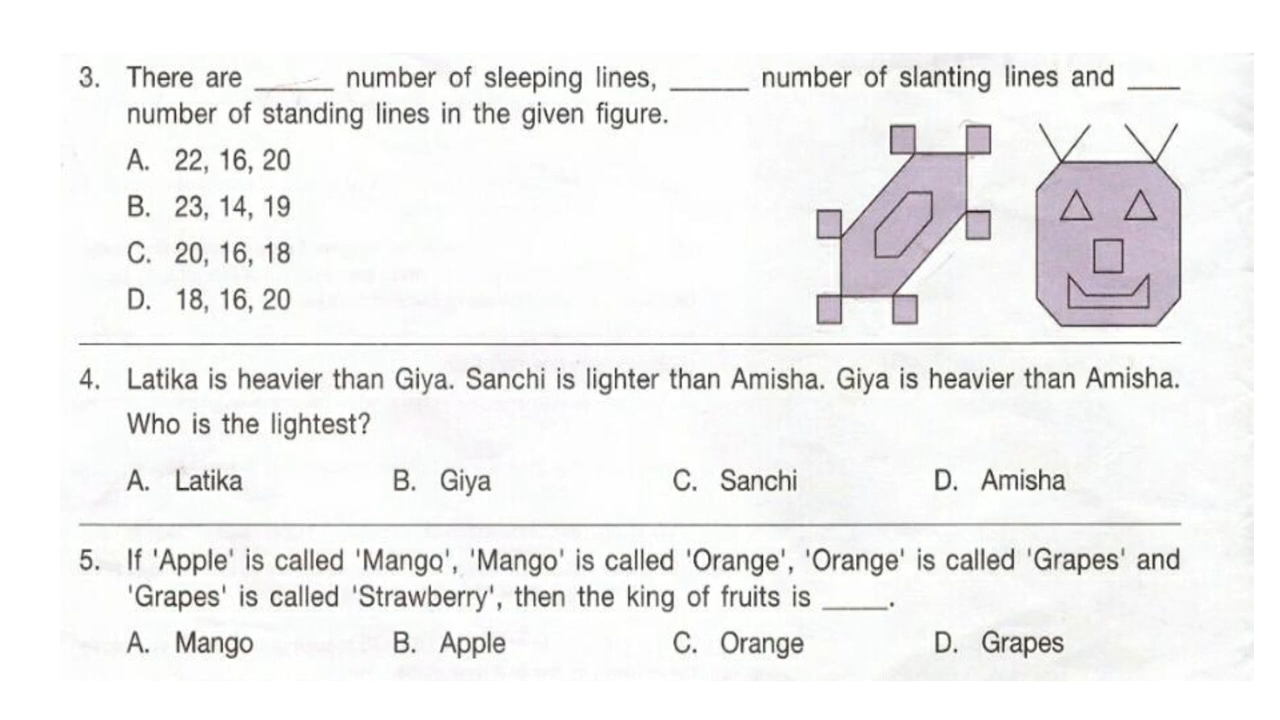 3. There are _____ number of sleeping lines, _____ number of slanting lines and ____
number of standing lines in the given figure.
A. 22, 16, 20
B. 23, 14, 19
C. 20, 16, 18
D. 18, 16, 20
4. Latika is heavier than Giya. Sanchi is lighter than Amisha. Giya is heavier than Amisha.
Who is the lightest?
A. Latika B. Giya C. Sanchi D. Amisha
5. If 'Apple' is called 'Mango', 'Mango' is called 'Orange', 'Orange' is called 'Grapes' and
'Grapes' is called 'Strawberry', then the king of fruits is _____.
A. Mango B. Apple C. Orange D. Grapes